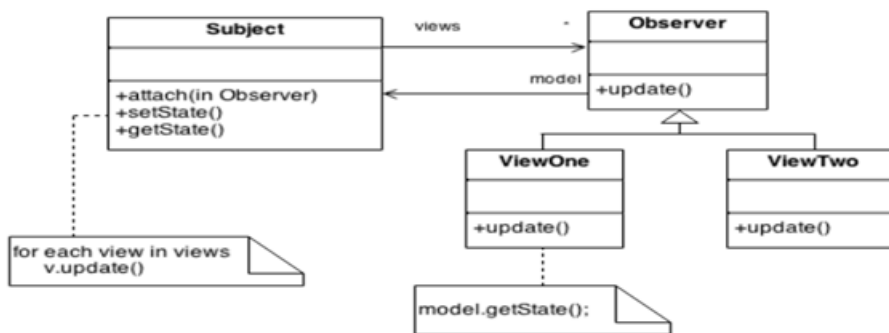 Subject
+attach(in Observer)
+setState()
+getState()
views
model
Observer
+update()
ViewOne
+update()
ViewTwo
+update()
for each view in views
v.update()
model.getState();